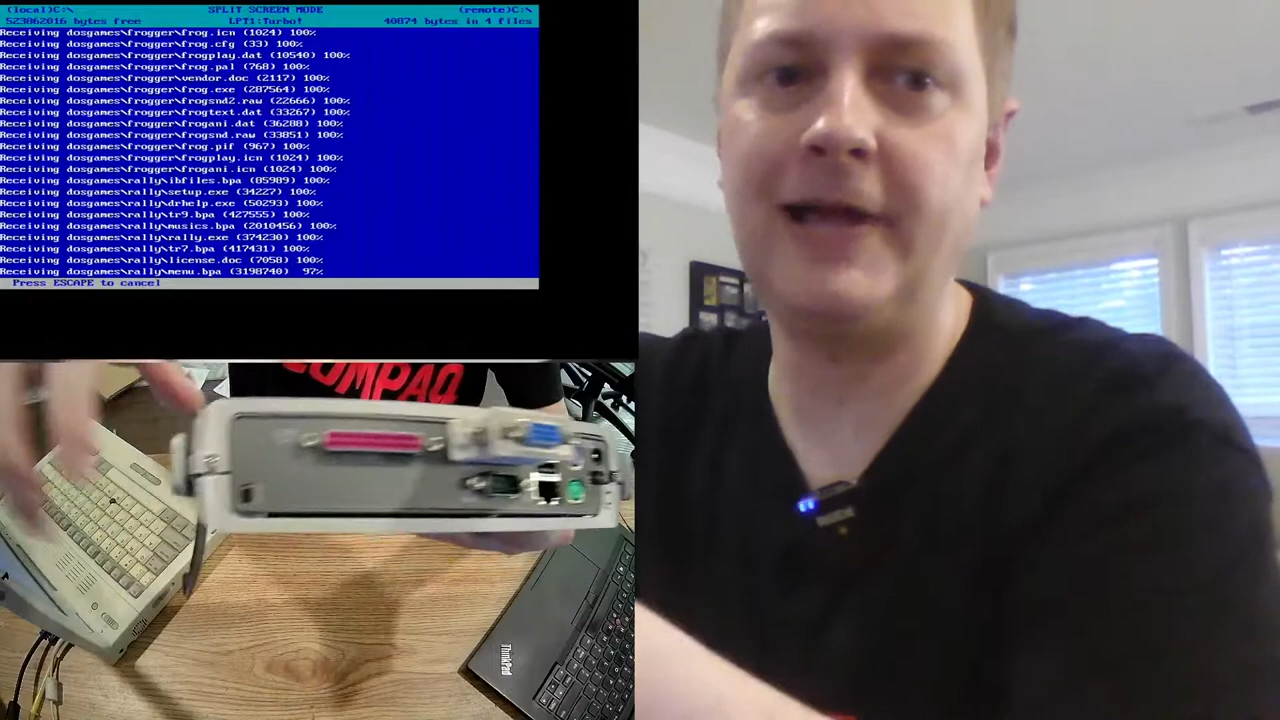 (local)C:\ SPLIT SCREEN MODE (remote)C:\
523862016 bytes free LPT1:Turbo! 40874 bytes in 4 files
Receiving dosgames\frogger\frog.icn (1024) 100%
Receiving dosgames\frogger\frog.cfg (33) 100%
Receiving dosgames\frogger\frogplay.dat (10540) 100%
Receiving dosgames\frogger\frog.pal (768) 100%
Receiving dosgames\frogger\vendor.doc (2117) 100%
Receiving dosgames\frogger\frog.exe (287564) 100%
Receiving dosgames\frogger\frogsnd2.raw (22666) 100%
Receiving dosgames\frogger\frogtext.dat (33267) 100%
Receiving dosgames\frogger\frogani.dat (36288) 100%
Receiving dosgames\frogger\frogsnd.raw (33851) 100%
Receiving dosgames\frogger\frog.pif (967) 100%
Receiving dosgames\frogger\frogplay.icn (1024) 100%
Receiving dosgames\frogger\frogani.icn (1024) 100%
Receiving dosgames\rally\ibfiles.bpa (85989) 100%
Receiving dosgames\rally\setup.exe (34227) 100%
Receiving dosgames\rally\drhelp.exe (50293) 100%
Receiving dosgames\rally\tr9.bpa (427555) 100%
Receiving dosgames\rally\musics.bpa (2010456) 100%
Receiving dosgames\rally\rally.exe (374230) 100%
Receiving dosgames\rally\tr7.bpa (417431) 100%
Receiving dosgames\rally\license.doc (7058) 100%
Receiving dosgames\rally\menu.bpa (3198740) 97%
Press ESCAPE to cancel
COMPAQ
ThinkPad